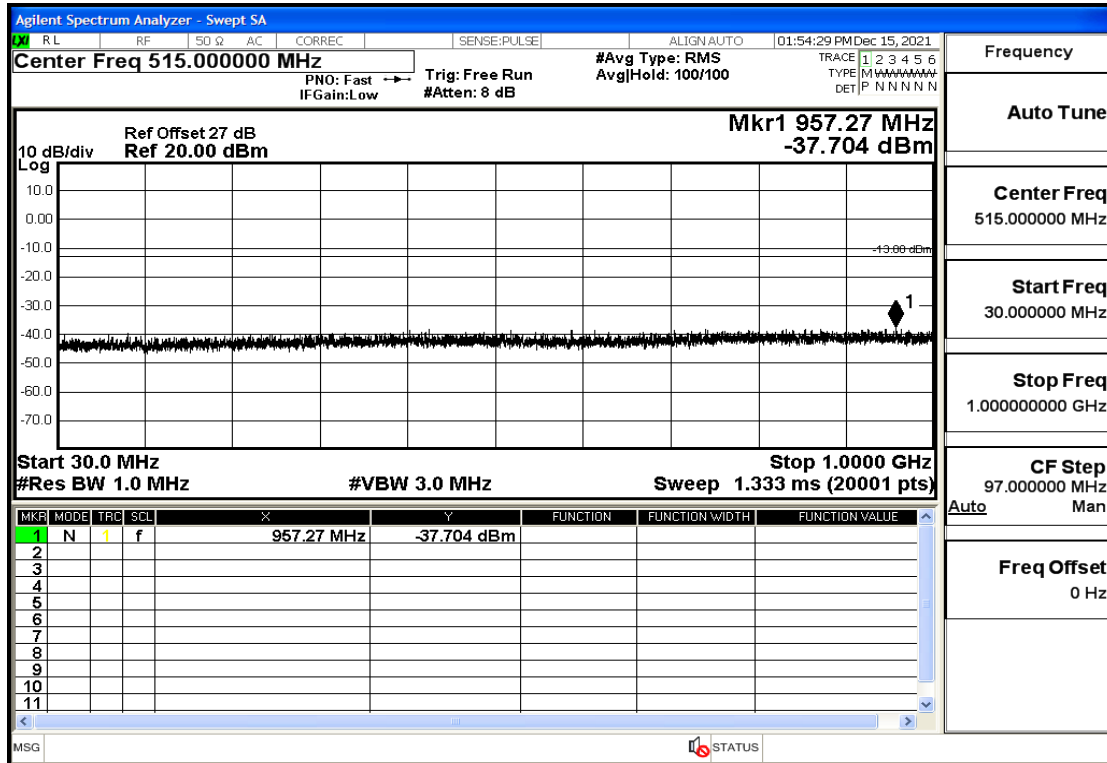 Agilent Spectrum Analyzer - Swept SA
LXI RL RF 50 Ω AC CORREC SENSE:PULSE ALIGN AUTO 01:54:29 PM Dec 15, 2021
Center Freq 515.000000 MHz
PNO: Fast
IFGain:Low
Trig: Free Run
#Atten: 8 dB
#Avg Type: RMS
Avg|Hold: 100/100
TRACE 1 2 3 4 5 6
TYPE M
DET P N N N N N
Ref Offset 27 dB
10 dB/div Ref 20.00 dBm
Log
Mkr1 957.27 MHz
-37.704 dBm
10.0
0.00
-10.0
-13.00 dBm
-20.0
-30.0
1
-40.0
-50.0
-60.0
-70.0
Start 30.0 MHz Stop 1.0000 GHz
#Res BW 1.0 MHz #VBW 3.0 MHz Sweep 1.333 ms (20001 pts)
MKR MODE TRC SCL X Y FUNCTION FUNCTION WIDTH FUNCTION VALUE
1 N 1 f 957.27 MHz -37.704 dBm
2
3
4
5
6
7
8
9
10
11
MSG STATUS
Frequency
Auto Tune
Center Freq
515.000000 MHz
Start Freq
30.000000 MHz
Stop Freq
1.000000000 GHz
CF Step
97.000000 MHz
Auto Man
Freq Offset
0 Hz